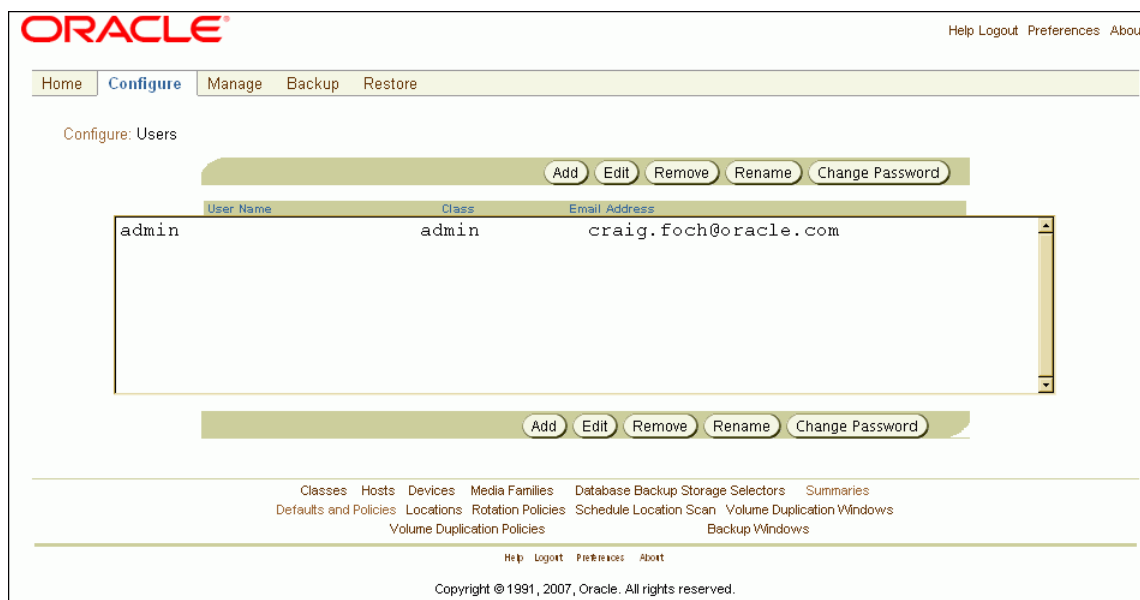 ORACLE
Help Logout Preferences Abou
Home Configure Manage Backup Restore
Configure: Users
Add Edit Remove Rename Change Password
User Name Class Email Address
admin admin craig.foch@oracle.com
Add Edit Remove Rename Change Password
Classes Hosts Devices Media Families Database Backup Storage Selectors Summaries
Defaults and Policies Locations Rotation Policies Schedule Location Scan Volume Duplication Windows
Volume Duplication Policies Backup Windows
Help Logout Preferences About
Copyright © 1991, 2007, Oracle. All rights reserved.